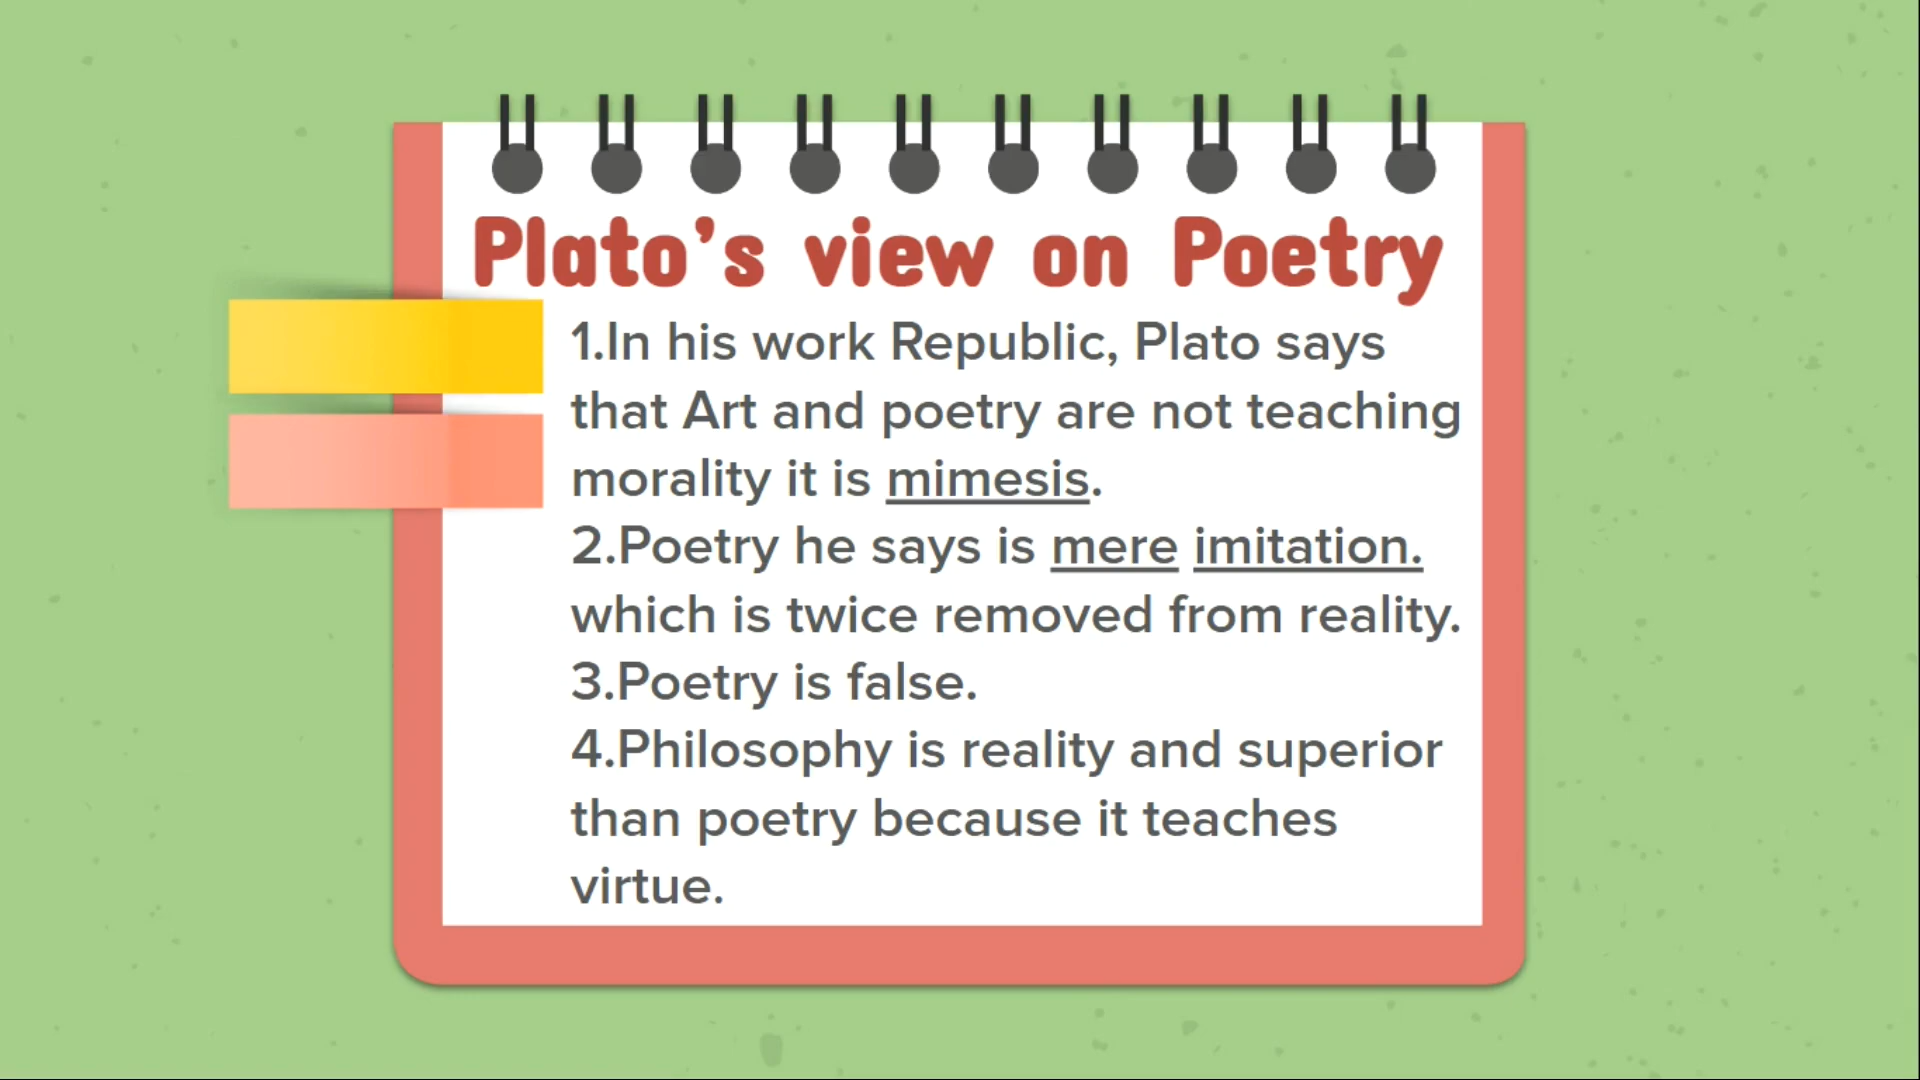 Plato's view on Poetry
1.In his work Republic, Plato says
that Art and poetry are not teaching
morality it is mimesis.
2.Poetry he says is mere imitation.
which is twice removed from reality.
3.Poetry is false.
4.Philosophy is reality and superior
than poetry because it teaches
virtue.